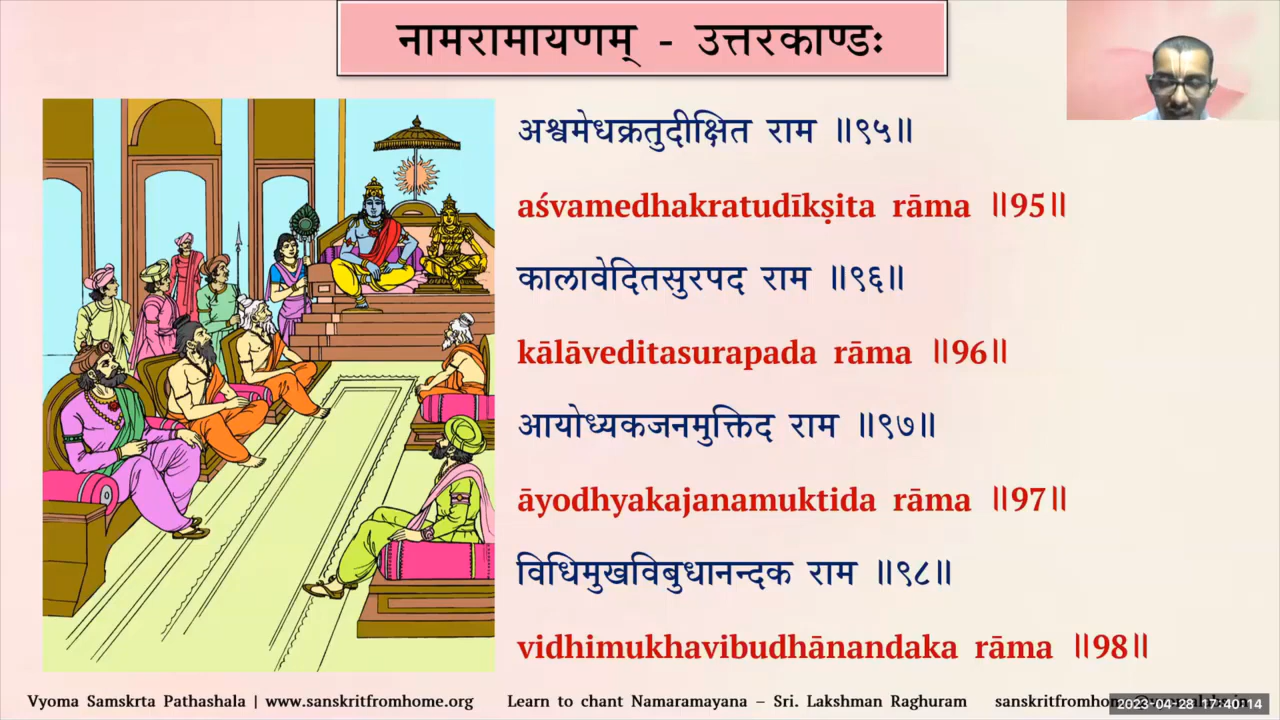 नामरामायणम् - उत्तरकाण्डः
अश्वमेधक्रतुदीक्षित राम ॥९५॥
aśvamedhakratudīkṣita rāma ॥95॥
कालावेदितसुरपद राम ॥९६॥
kālāveditasurapada rāma ॥96॥
आयोध्यकजनमुक्तिद राम ॥९७॥
āyodhyakajanamuktida rāma ॥97॥
विधिमुखविबुधानन्दक राम ॥९८॥
vidhimukhavibudhānandaka rāma ॥98॥
Vyoma Samskrta Pathashala | www.sanskritfromhome.org Learn to chant Namaramayana – Sri. Lakshman Raghuram
2023-04-28 17:40:14